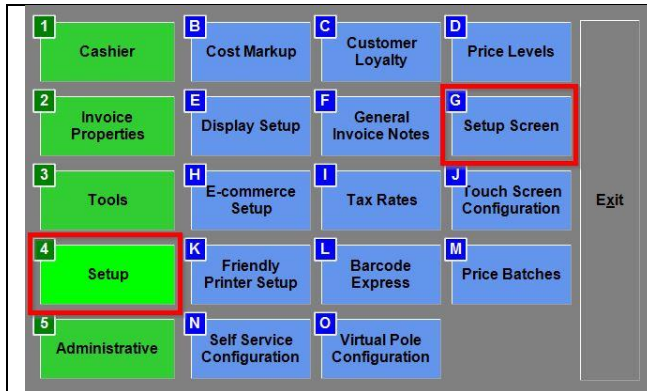 1
Cashier
B
Cost Markup
C
Customer
Loyalty
D
Price Levels
2
Invoice
Properties
E
Display Setup
F
General
Invoice Notes
G
Setup Screen
3
Tools
H
E-commerce
Setup
I
Tax Rates
J
Touch Screen
Configuration
Exit
4
Setup
K
Friendly
Printer Setup
L
Barcode
Express
M
Price Batches
5
Administrative
N
Self Service
Configuration
O
Virtual Pole
Configuration